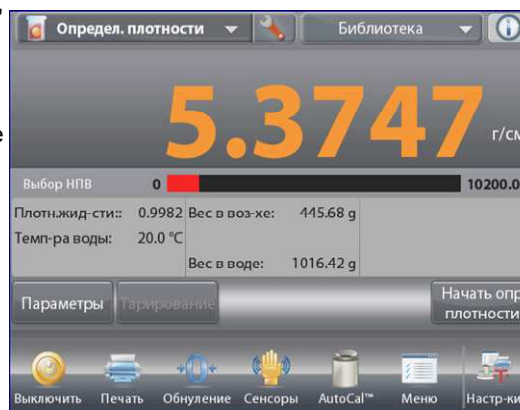 Определ. плотности Библиотека
5.3747 г/см
Выбор НПВ 0 10200.0
Плотн.жид-сти:: 0.9982 Вес в воз-хе: 445.68 g
Темп-ра воды: 20.0 °C
Вес в воде: 1016.42 g
Параметры Тарирование Начать опр
плотности
Выключить Печать Обнуление Сенсоры AutoCal™ Меню Настр-ки